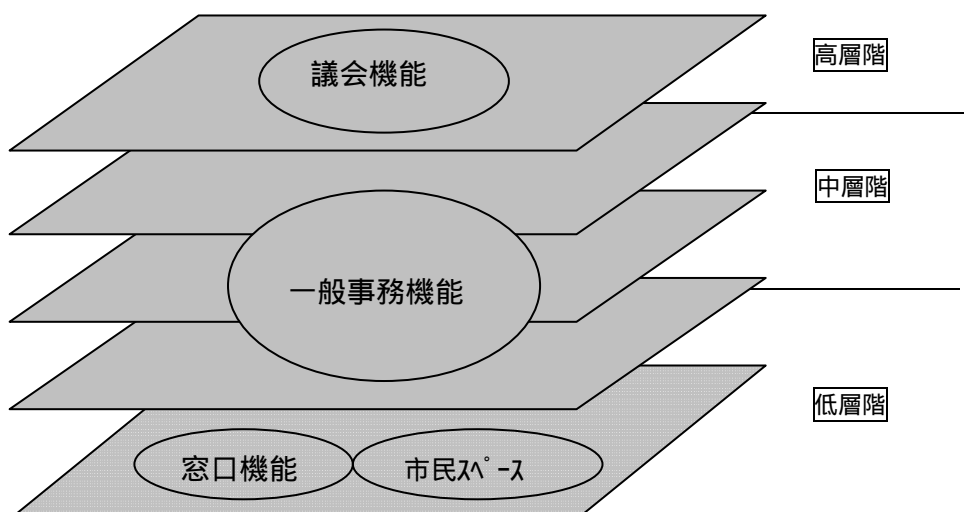 議会機能
高層階
中層階
一般事務機能
低層階
窓口機能
市民ｽﾍﾟｰｽ